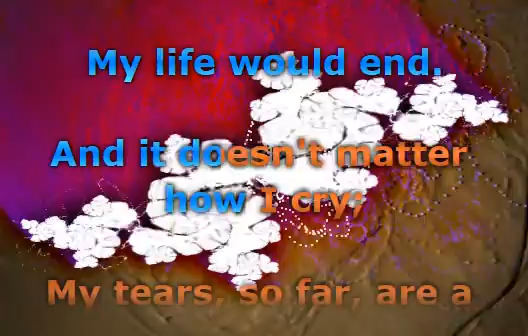 My life would end.
And it doesn't matter
how I cry;
My tears, so far, are a